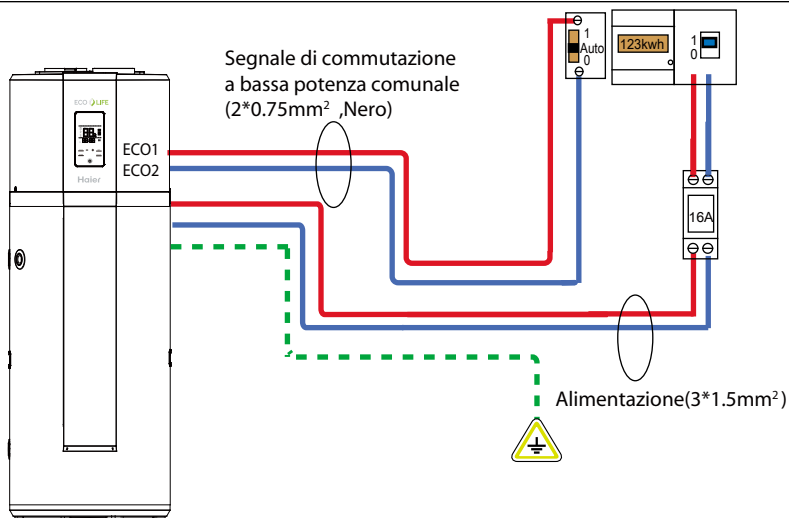 Segnale di commutazione
a bassa potenza comunale
(2*0.75mm² ,Nero)
1
Auto
0
123kwh
1
0
ECO LIFE
ECO1
ECO2
Haier
16A
Alimentazione(3*1.5mm²)